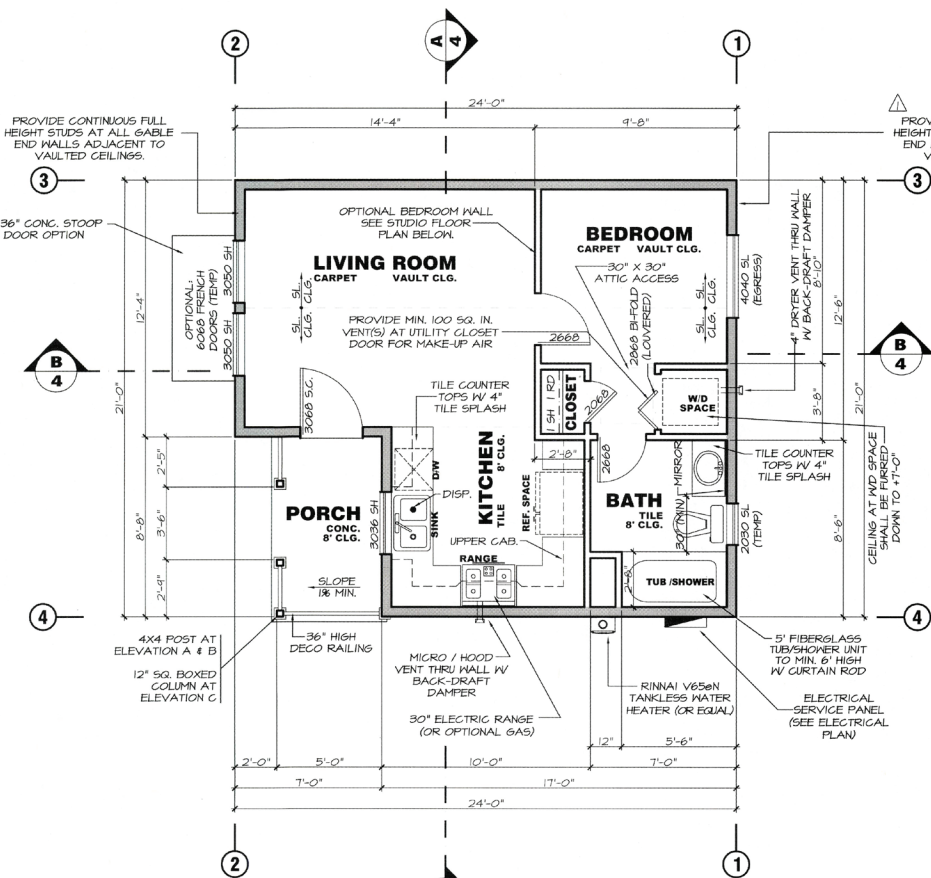 2
A
4
1
24'-0"
14'-4"
9'-8"
PROVIDE CONTINUOUS FULL
HEIGHT STUDS AT ALL GABLE
END WALLS ADJACENT TO
VAULTED CEILINGS.
1
PROV
HEIGHT
END
V
3
3
36" CONC. STOOP
DOOR OPTION
OPTIONAL:
6068 FRENCH
DOORS (TEMP)
3050 SH
3050 SH
OPTIONAL BEDROOM WALL
SEE STUDIO FLOOR
PLAN BELOW.
LIVING ROOM
CARPET VAULT CLG.
SL. CLG.
SL. CLG.
BEDROOM
CARPET VAULT CLG.
30" X 30"
ATTIC ACCESS
SL. CLG.
SL. CLG.
4040 SL
(EGRESS)
4" DRYER VENT THRU WALL
W/ BACK-DRAFT DAMPER
8'-10"
12'-6"
12'-4"
21'-0"
PROVIDE MIN. 100 SQ. IN.
VENT(S) AT UTILITY CLOSET
DOOR FOR MAKE-UP AIR
2668
2868 BI-FOLD
(LOUVERED)
B
4
B
4
3068 S.C.
TILE COUNTER
TOPS W/ 4"
TILE SPLASH
1 SH 1 RD
CLOSET
2068
W/D
SPACE
3'-8"
21'-0"
2'-8"
2668
MIRROR
TILE COUNTER
TOPS W/ 4"
TILE SPLASH
CEILING AT W/D SPACE
SHALL BE FURRED
DOWN TO +7'-0"
2'-5"
8'-8"
3'-6"
2'-9"
PORCH
CONC.
8' CLG.
3036 SH
D/W
DISP.
SINK
KITCHEN
TILE
8' CLG.
REF. SPACE
UPPER CAB.
RANGE
BATH
TILE
8' CLG.
30" (MIN)
2030 SL
(TEMP)
8'-6"
SLOPE
1% MIN.
2'-8"
TUB /SHOWER
4
4
4X4 POST AT
ELEVATION A & B
36" HIGH
DECO RAILING
12" SQ. BOXED
COLUMN AT
ELEVATION C
MICRO / HOOD
VENT THRU WALL W/
BACK-DRAFT
DAMPER
30" ELECTRIC RANGE
(OR OPTIONAL GAS)
RINNAI V65eN
TANKLESS WATER
HEATER (OR EQUAL)
5' FIBERGLASS
TUB/SHOWER UNIT
TO MIN. 6' HIGH
W/ CURTAIN ROD
ELECTRICAL
SERVICE PANEL
(SEE ELECTRICAL
PLAN)
12"
5'-6"
2'-0"
5'-0"
10'-0"
7'-0"
7'-0"
17'-0"
24'-0"
2
1